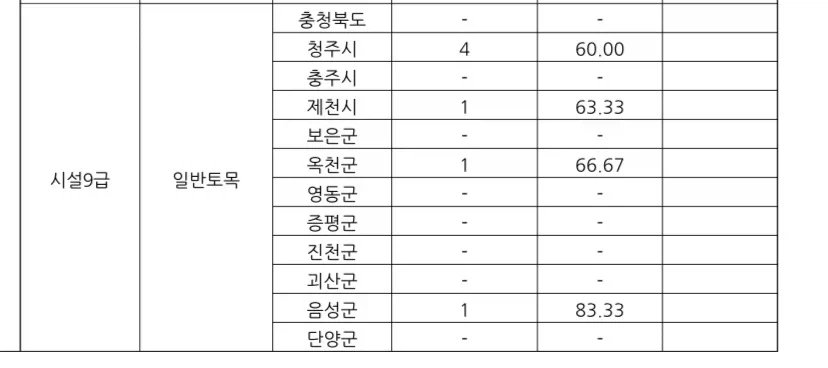 충청북도 - -
청주시 4 60.00
충주시 - -
제천시 1 63.33
보은군 - -
옥천군 1 66.67
시설9급 일반토목
영동군 - -
증평군 - -
진천군 - -
괴산군 - -
음성군 1 83.33
단양군 - -